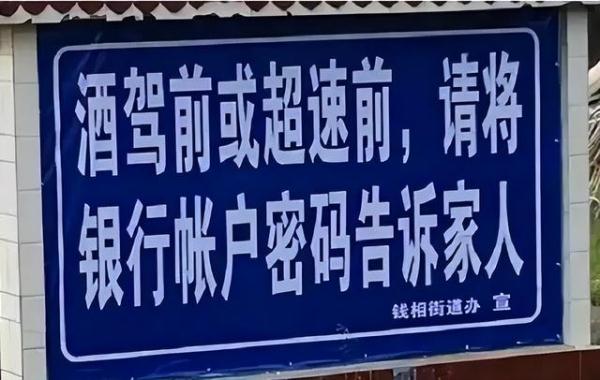 酒驾前或超速前，请将
银行帐户密码告诉家人
钱相街道办 宣